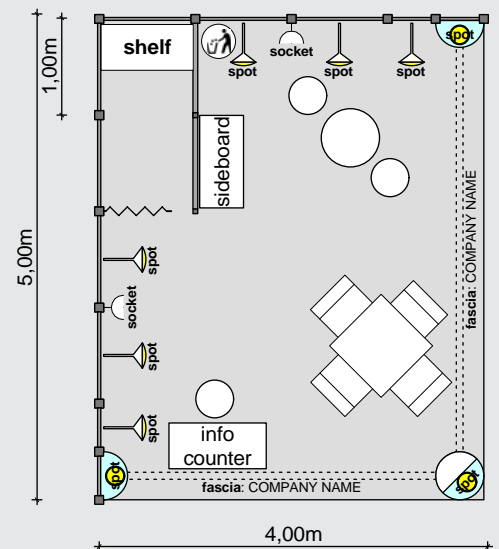 shelf
spot
socket
spot
spot
spot
1,00m
sideboard
5,00m
fascia: COMPANY NAME
spot
socket
spot
spot
info
counter
spot
spot
fascia: COMPANY NAME
4,00m